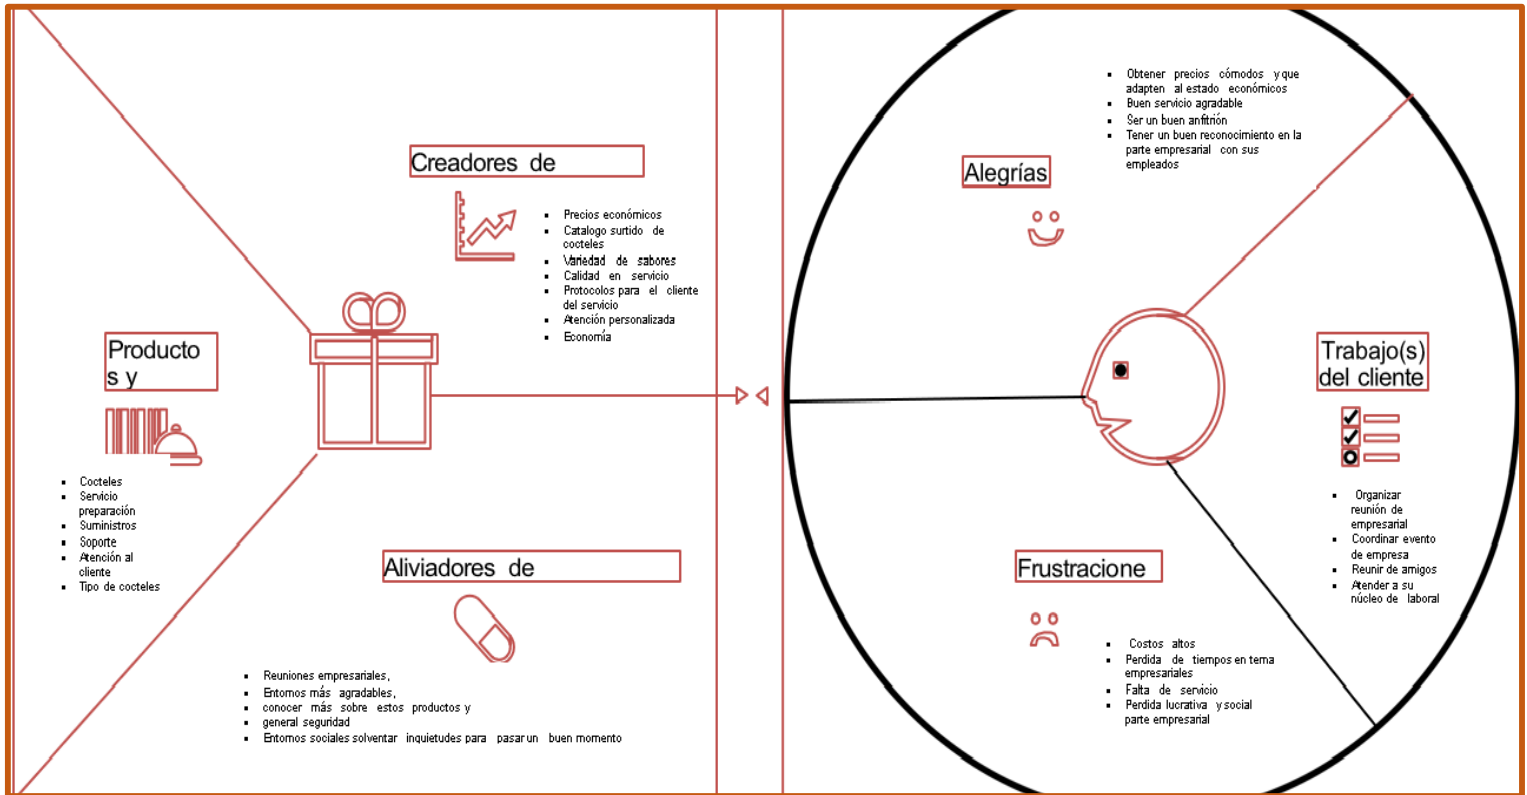 Creadores de
Precios económicos
Catalogo surtido de
cocteles
Variedad de sabores
Calidad en servicio
Protocolos para el cliente
del servicio
Atención personalizada
Economía
Producto
s y
Cocteles
Servicio
preparación
Suministros
Soporte
Atención al
cliente
Tipo de cocteles
Aliviadores de
Reuniones empresariales,
Entornos más agradables,
conocer más sobre estos productos y
general seguridad
Entornos sociales solventar inquietudes para pasar un buen momento
Alegrías
Obtener precios cómodos y que
adapten al estado económicos
Buen servicio agradable
Ser un buen anfitrión
Tener un buen reconocimiento en la
parte empresarial con sus
empleados
Trabajo(s)
del cliente
Organizar
reunión de
empresarial
Coordinar evento
de empresa
Reunir de amigos
Atender a su
núcleo de laboral
Frustracione
Costos altos
Perdida de tiempos en tema
empresariales
Falta de servicio
Perdida lucrativa y social
parte empresarial